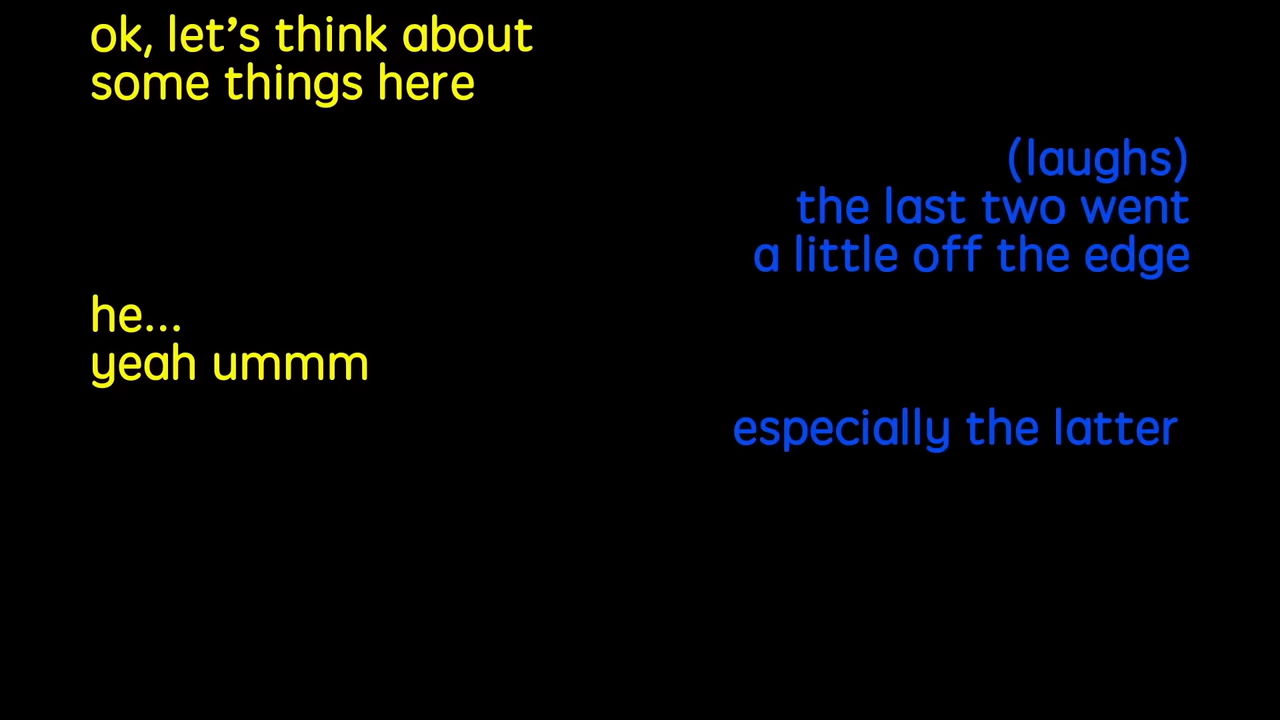 ok, let’s think about
some things here
(laughs)
the last two went
a little off the edge
he...
yeah ummm
especially the latter